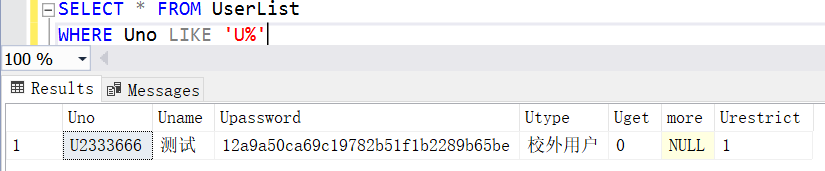 SELECT * FROM UserList
WHERE Uno LIKE 'U%'
100 %
Results Messages
Uno Uname Upassword Utype Uget more Urestrict
1 U2333666 测试 12a9a50ca69c19782b51f1b2289b65be 校外用户 0 NULL 1